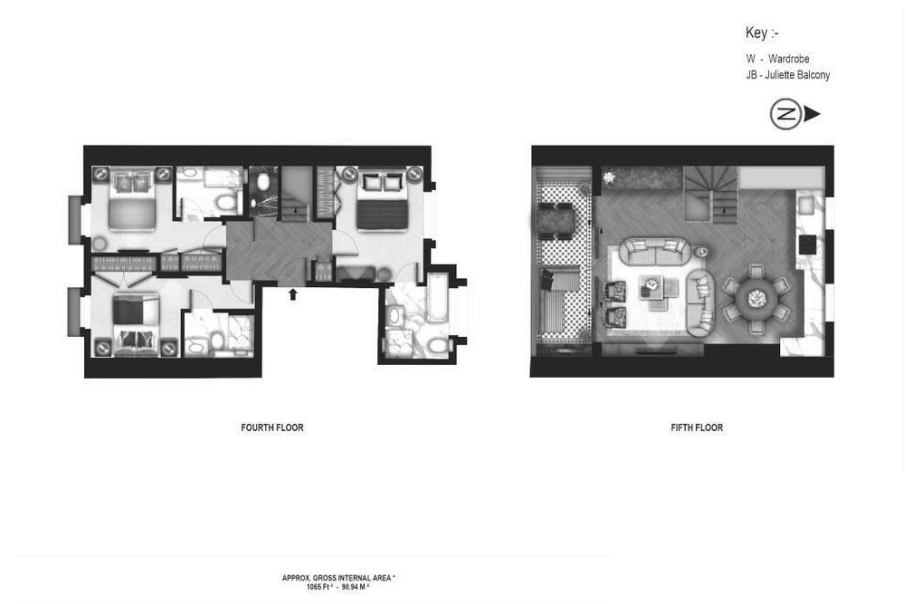 Key :-
W - Wardrobe
JB - Juliette Balcony
N
FOURTH FLOOR
FIFTH FLOOR
APPROX. GROSS INTERNAL AREA *
1065 Ft ² - 98.94 M ²